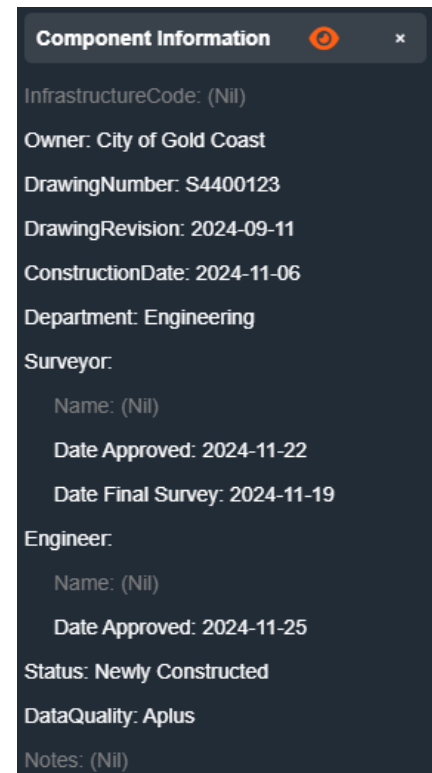 Component Information ×
InfrastructureCode: (Nil)
Owner: City of Gold Coast
DrawingNumber: S4400123
DrawingRevision: 2024-09-11
ConstructionDate: 2024-11-06
Department: Engineering
Surveyor:
Name: (Nil)
Date Approved: 2024-11-22
Date Final Survey: 2024-11-19
Engineer:
Name: (Nil)
Date Approved: 2024-11-25
Status: Newly Constructed
DataQuality: Aplus
Notes: (Nil)